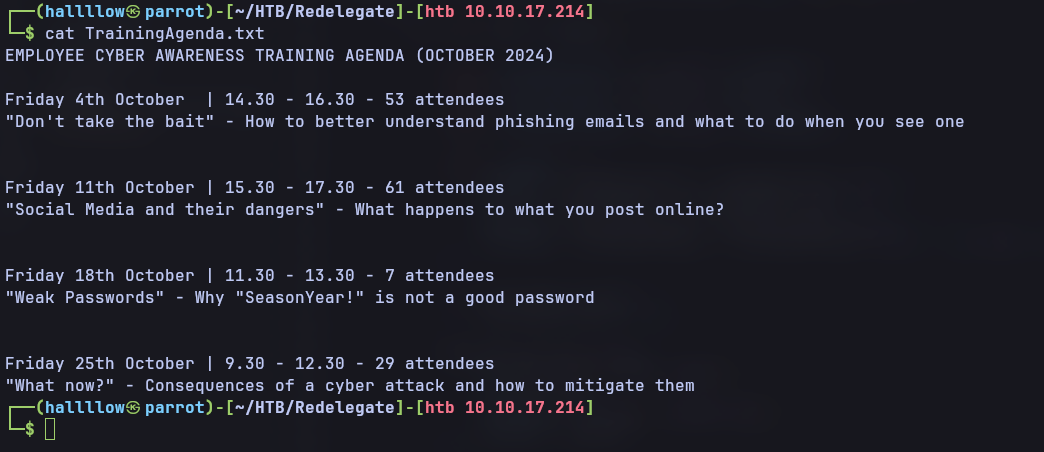 ┌──(hallllow㉿parrot)-[~/HTB/Redelegate]-[htb 10.10.17.214]
└─$ cat TrainingAgenda.txt
EMPLOYEE CYBER AWARENESS TRAINING AGENDA (OCTOBER 2024)
Friday 4th October  | 14.30 - 16.30 - 53 attendees
"Don't take the bait" - How to better understand phishing emails and what to do when you see one
Friday 11th October | 15.30 - 17.30 - 61 attendees
"Social Media and their dangers" - What happens to what you post online?
Friday 18th October | 11.30 - 13.30 - 7 attendees
"Weak Passwords" - Why "SeasonYear!" is not a good password
Friday 25th October | 9.30 - 12.30 - 29 attendees
"What now?" - Consequences of a cyber attack and how to mitigate them
┌──(hallllow㉿parrot)-[~/HTB/Redelegate]-[htb 10.10.17.214]
└─$